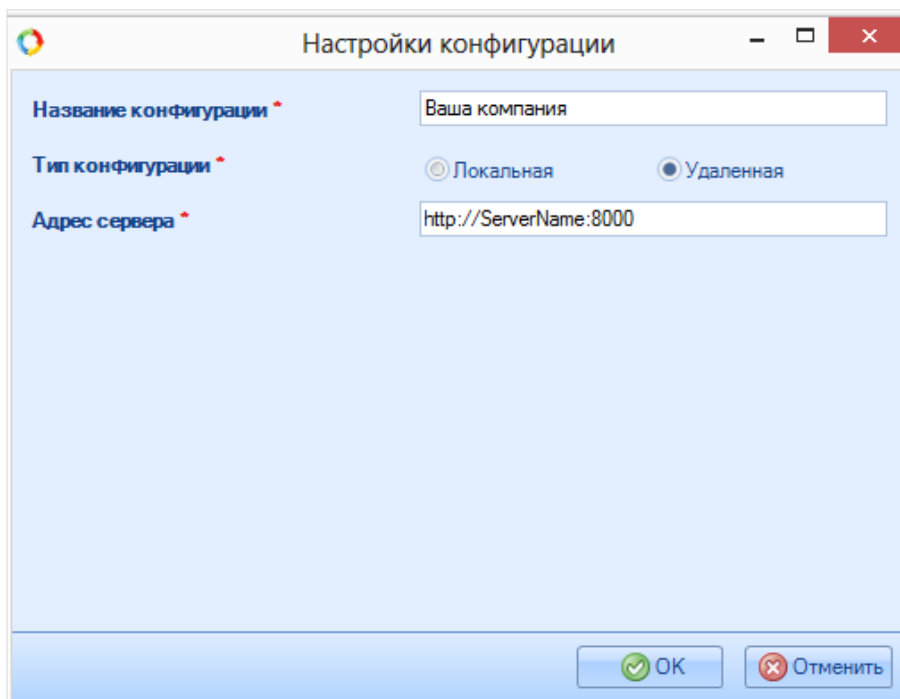 Настройки конфигурации
Название конфигурации * Ваша компания
Тип конфигурации * Локальная Удаленная
Адрес сервера * http://ServerName:8000
OK Отменить